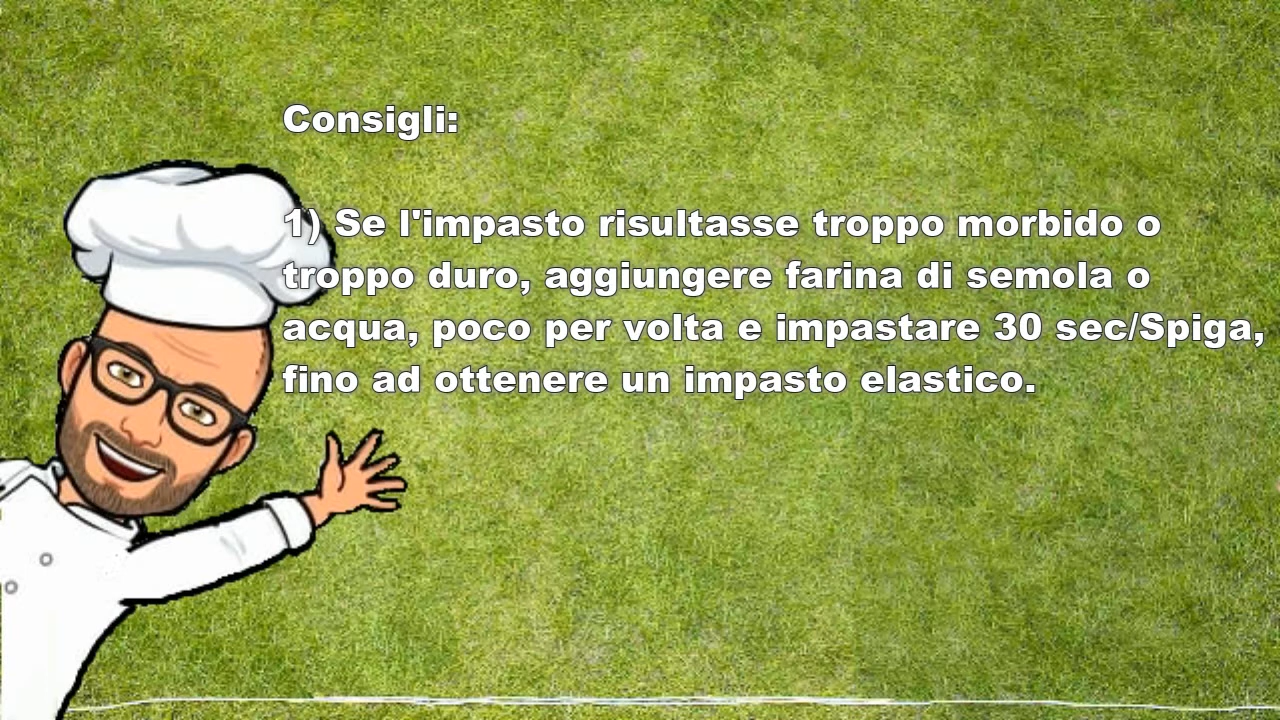 Consigli:
1) Se l'impasto risultasse troppo morbido o
troppo duro, aggiungere farina di semola o
acqua, poco per volta e impastare 30 sec/Spiga,
fino ad ottenere un impasto elastico.